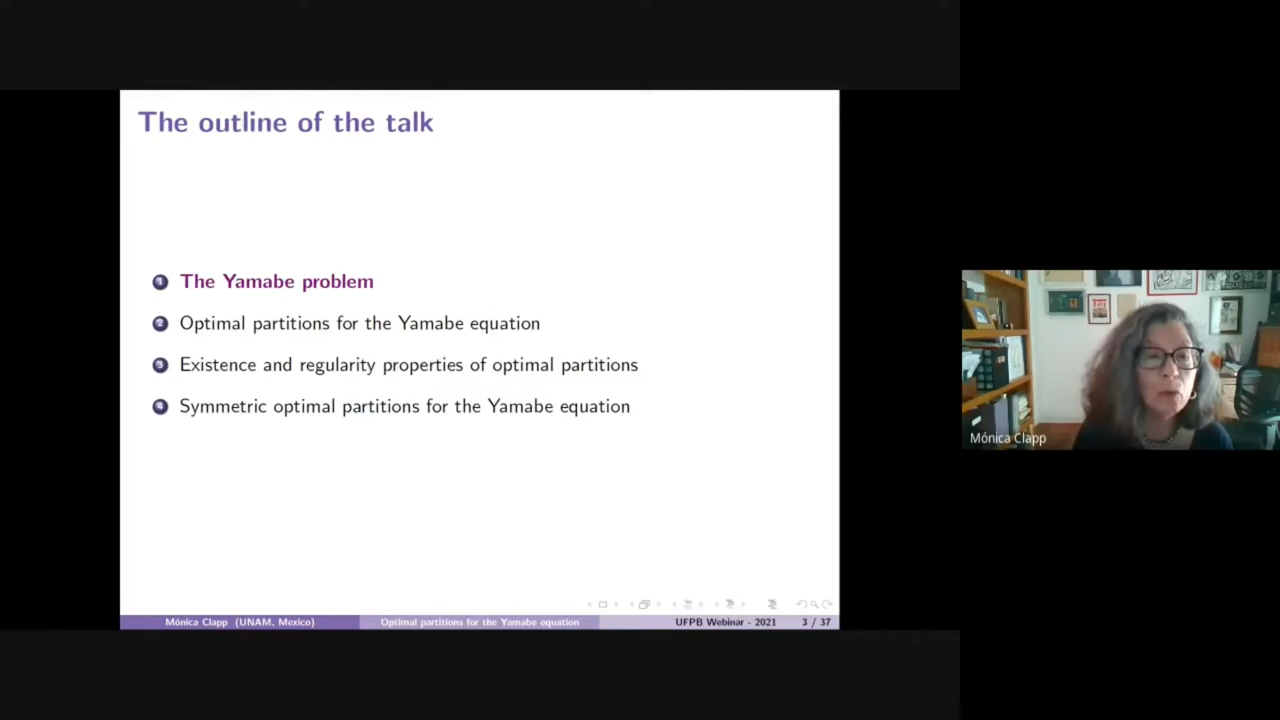 The outline of the talk
1 The Yamabe problem
2 Optimal partitions for the Yamabe equation
3 Existence and regularity properties of optimal partitions
4 Symmetric optimal partitions for the Yamabe equation
Mónica Clapp (UNAM, Mexico) Optimal partitions for the Yamabe equation UFPB Webinar - 2021 3 / 37
Mónica Clapp